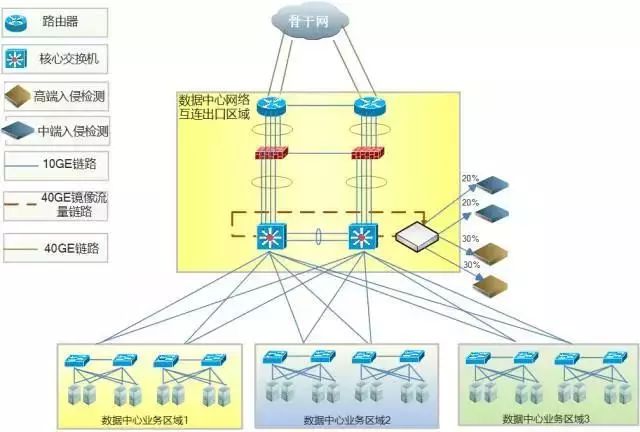 骨干网
路由器
核心交换机
高端入侵检测
中端入侵检测
10GE链路
40GE镜像流
量链路
40GE链路
数据中心网络
互连出口区域
20%
20%
30%
30%
数据中心业务区域1
数据中心业务区域2
数据中心业务区域3